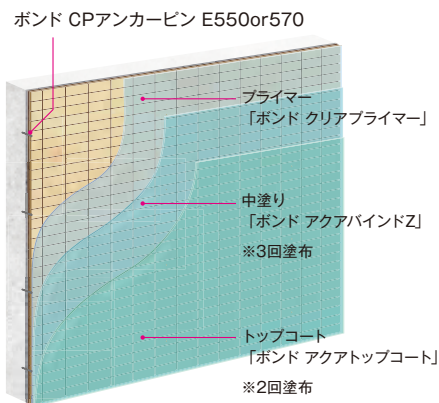 ボンド CPアンカーピン E550or570
プライマー
「ボンド クリアプライマー」
中塗り
「ボンド アクアバインドZ」
※3回塗布
トップコート
「ボンド アクアトップコート」
※2回塗布